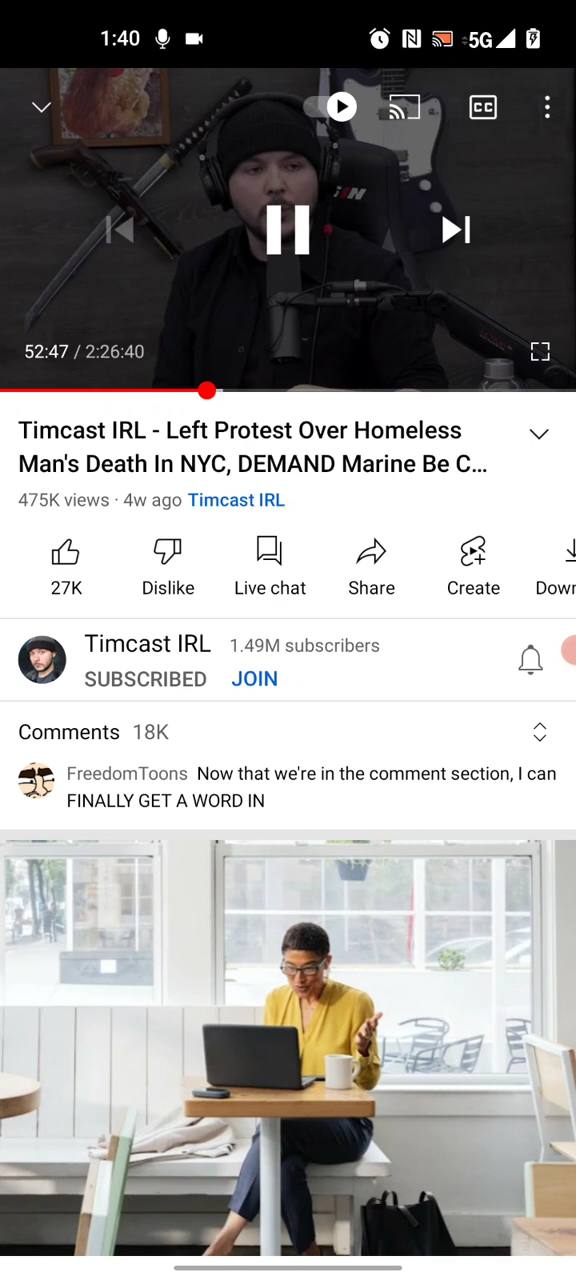 1:40
5G
CC
52:47 / 2:26:40
Timcast IRL - Left Protest Over Homeless
Man's Death In NYC, DEMAND Marine Be C...
475K views · 4w ago Timcast IRL
27K
Dislike
Live chat
Share
Create
Down
Timcast IRL 1.49M subscribers
SUBSCRIBED JOIN
Comments 18K
FreedomToons Now that we're in the comment section, I can
FINALLY GET A WORD IN